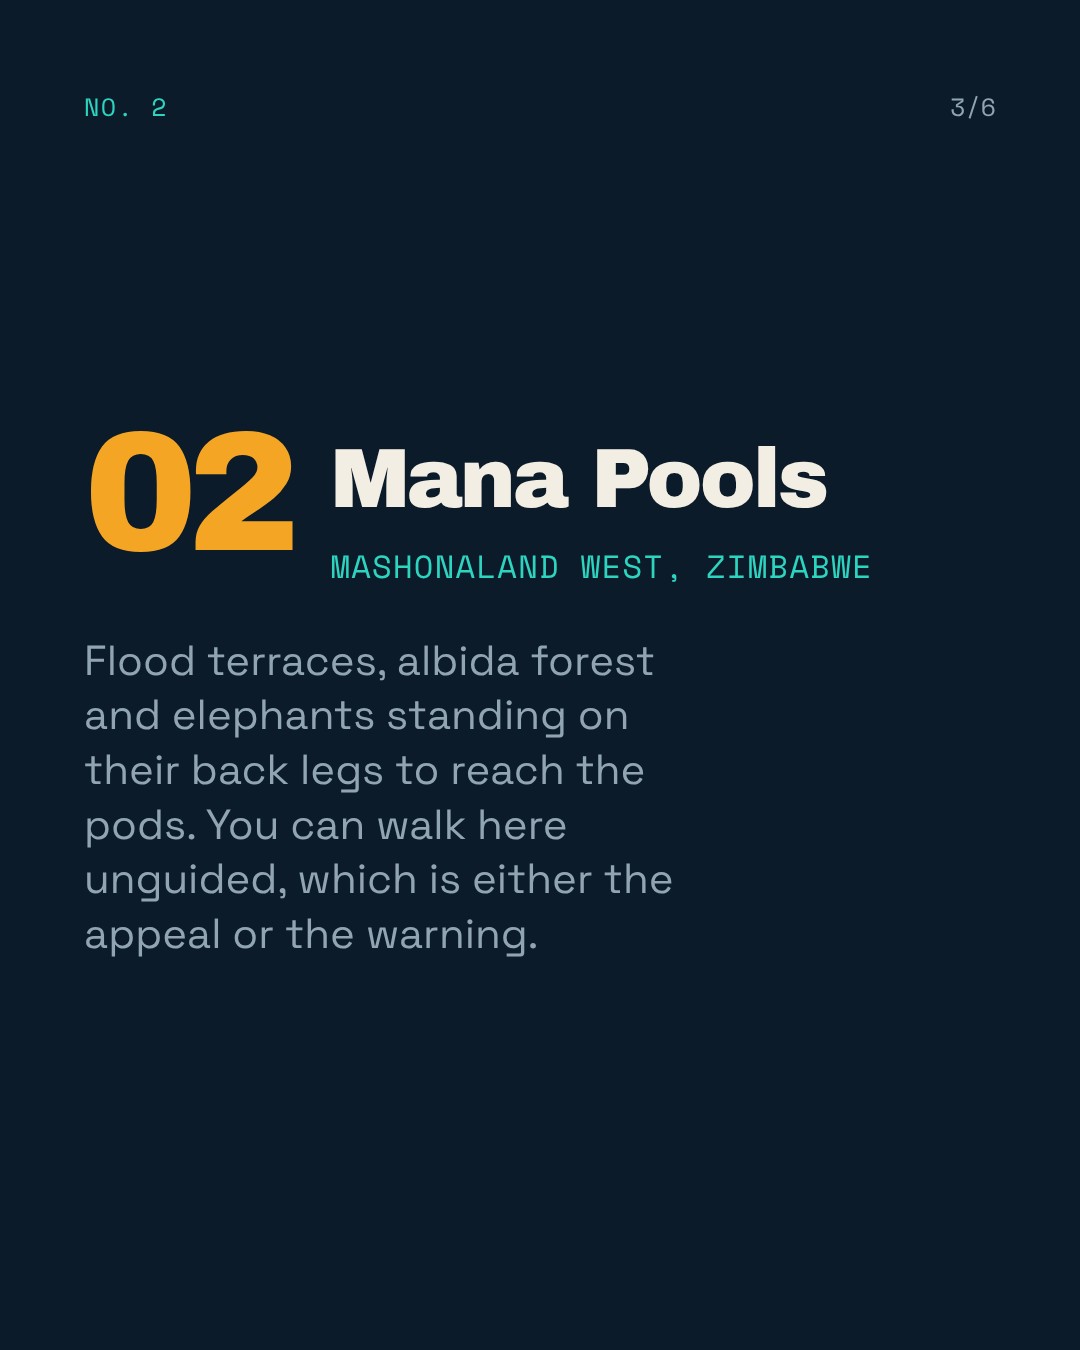 NO. 2
3/6
02
Mana Pools
MASHONALAND WEST, ZIMBABWE
Flood terraces, albida forest
and elephants standing on
their back legs to reach the
pods. You can walk here
unguided, which is either the
appeal or the warning.